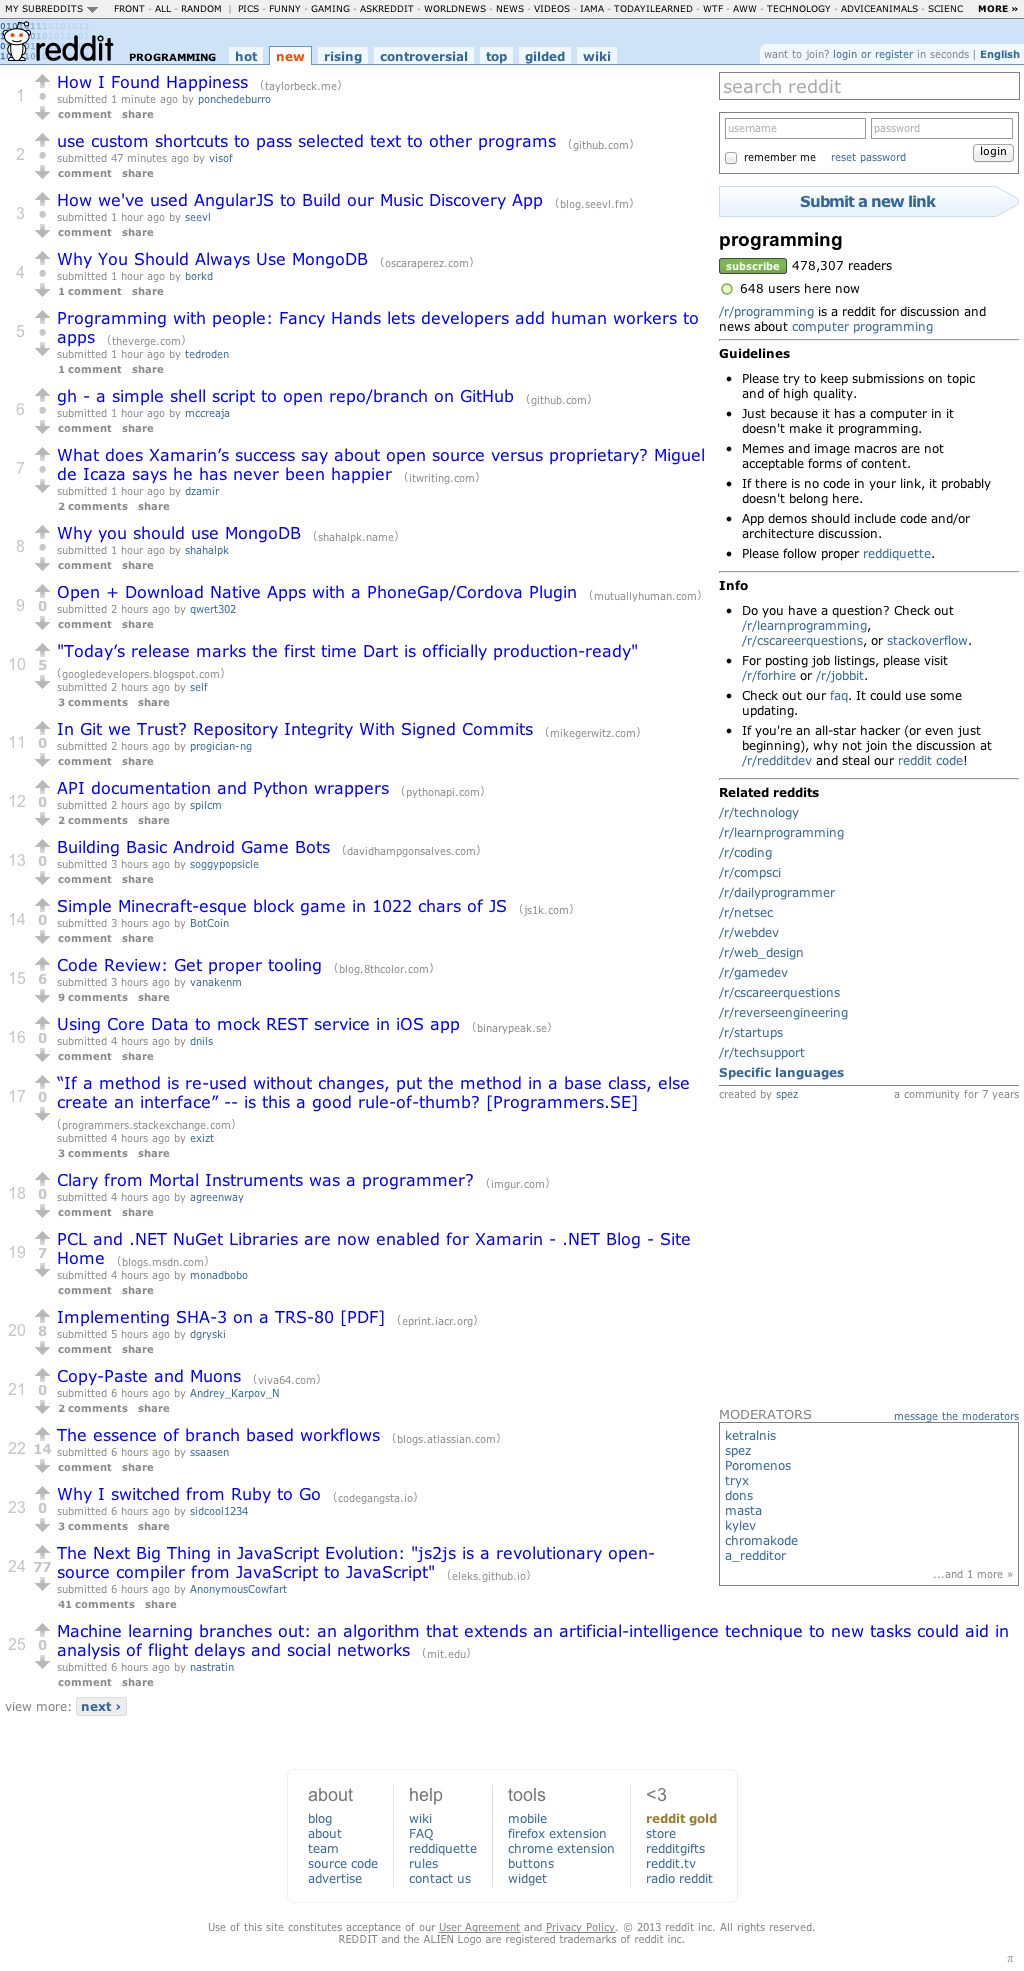 MY SUBREDDITS FRONT - ALL - RANDOM | PICS - FUNNY - GAMING - ASKREDDIT - WORLDNEWS - NEWS - VIDEOS - IAMA - TODAYILEARNED - WTF - AWW - TECHNOLOGY - ADVICEANIMALS - SCIENC MORE »
reddit PROGRAMMING hot new rising controversial top gilded wiki
want to join? login or register in seconds | English
1 How I Found Happiness (taylorbeck.me)
submitted 1 minute ago by ponchedeburro
comment share
2 use custom shortcuts to pass selected text to other programs (github.com)
submitted 47 minutes ago by visof
comment share
3 How we've used AngularJS to Build our Music Discovery App (blog.seevl.fm)
submitted 1 hour ago by seevl
comment share
4 Why You Should Always Use MongoDB (oscaraperez.com)
submitted 1 hour ago by borkd
1 comment share
5 Programming with people: Fancy Hands lets developers add human workers to
apps (theverge.com)
submitted 1 hour ago by tedroden
1 comment share
6 gh - a simple shell script to open repo/branch on GitHub (github.com)
submitted 1 hour ago by mccreaja
comment share
7 What does Xamarin’s success say about open source versus proprietary? Miguel
de Icaza says he has never been happier (itwriting.com)
submitted 1 hour ago by dzamir
2 comments share
8 Why you should use MongoDB (shahalpk.name)
submitted 1 hour ago by shahalpk
comment share
9 0 Open + Download Native Apps with a PhoneGap/Cordova Plugin (mutuallyhuman.com)
submitted 2 hours ago by qwert302
comment share
10 5 "Today’s release marks the first time Dart is officially production-ready"
(googledevelopers.blogspot.com)
submitted 2 hours ago by self
3 comments share
11 0 In Git we Trust? Repository Integrity With Signed Commits (mikegerwitz.com)
submitted 2 hours ago by progician-ng
comment share
12 0 API documentation and Python wrappers (pythonapi.com)
submitted 2 hours ago by spilcm
2 comments share
13 0 Building Basic Android Game Bots (davidhampgonsalves.com)
submitted 3 hours ago by soggypopsicle
comment share
14 0 Simple Minecraft-esque block game in 1022 chars of JS (js1k.com)
submitted 3 hours ago by BotCoin
comment share
15 6 Code Review: Get proper tooling (blog.8thcolor.com)
submitted 3 hours ago by vanakenm
9 comments share
16 0 Using Core Data to mock REST service in iOS app (binarypeak.se)
submitted 4 hours ago by dnils
comment share
17 0 “If a method is re-used without changes, put the method in a base class, else
create an interface” -- is this a good rule-of-thumb? [Programmers.SE]
(programmers.stackexchange.com)
submitted 4 hours ago by exizt
3 comments share
18 0 Clary from Mortal Instruments was a programmer? (imgur.com)
submitted 4 hours ago by agreenway
comment share
19 7 PCL and .NET NuGet Libraries are now enabled for Xamarin - .NET Blog - Site
Home (blogs.msdn.com)
submitted 4 hours ago by monadbobo
comment share
20 8 Implementing SHA-3 on a TRS-80 [PDF] (eprint.iacr.org)
submitted 5 hours ago by dgryski
comment share
21 0 Copy-Paste and Muons (viva64.com)
submitted 6 hours ago by Andrey_Karpov_N
2 comments share
22 14 The essence of branch based workflows (blogs.atlassian.com)
submitted 6 hours ago by ssaasen
comment share
23 0 Why I switched from Ruby to Go (codegangsta.io)
submitted 6 hours ago by sidcool1234
3 comments share
24 77 The Next Big Thing in JavaScript Evolution: "js2js is a revolutionary open-
source compiler from JavaScript to JavaScript" (eleks.github.io)
submitted 6 hours ago by AnonymousCowfart
41 comments share
25 0 Machine learning branches out: an algorithm that extends an artificial-intelligence technique to new tasks could aid in
analysis of flight delays and social networks (mit.edu)
submitted 6 hours ago by nastratin
comment share
view more: next ›
search reddit
username password
remember me reset password login
Submit a new link
programming
subscribe 478,307 readers
648 users here now
/r/programming is a reddit for discussion and
news about computer programming
Guidelines
• Please try to keep submissions on topic
and of high quality.
• Just because it has a computer in it
doesn't make it programming.
• Memes and image macros are not
acceptable forms of content.
• If there is no code in your link, it probably
doesn't belong here.
• App demos should include code and/or
architecture discussion.
• Please follow proper reddiquette.
Info
• Do you have a question? Check out
/r/learnprogramming,
/r/cscareerquestions, or stackoverflow.
• For posting job listings, please visit
/r/forhire or /r/jobbit.
• Check out our faq. It could use some
updating.
• If you're an all-star hacker (or even just
beginning), why not join the discussion at
/r/redditdev and steal our reddit code!
Related reddits
/r/technology
/r/learnprogramming
/r/coding
/r/compsci
/r/dailyprogrammer
/r/netsec
/r/webdev
/r/web_design
/r/gamedev
/r/cscareerquestions
/r/reverseengineering
/r/startups
/r/techsupport
Specific languages
created by spez a community for 7 years
MODERATORS message the moderators
ketralnis
spez
Poromenos
tryx
dons
masta
kylev
chromakode
a_redditor
...and 1 more »
about
blog
about
team
source code
advertise
help
wiki
FAQ
reddiquette
rules
contact us
tools
mobile
firefox extension
chrome extension
buttons
widget
<3
reddit gold
store
redditgifts
reddit.tv
radio reddit
Use of this site constitutes acceptance of our User Agreement and Privacy Policy. © 2013 reddit inc. All rights reserved.
REDDIT and the ALIEN Logo are registered trademarks of reddit inc.
π